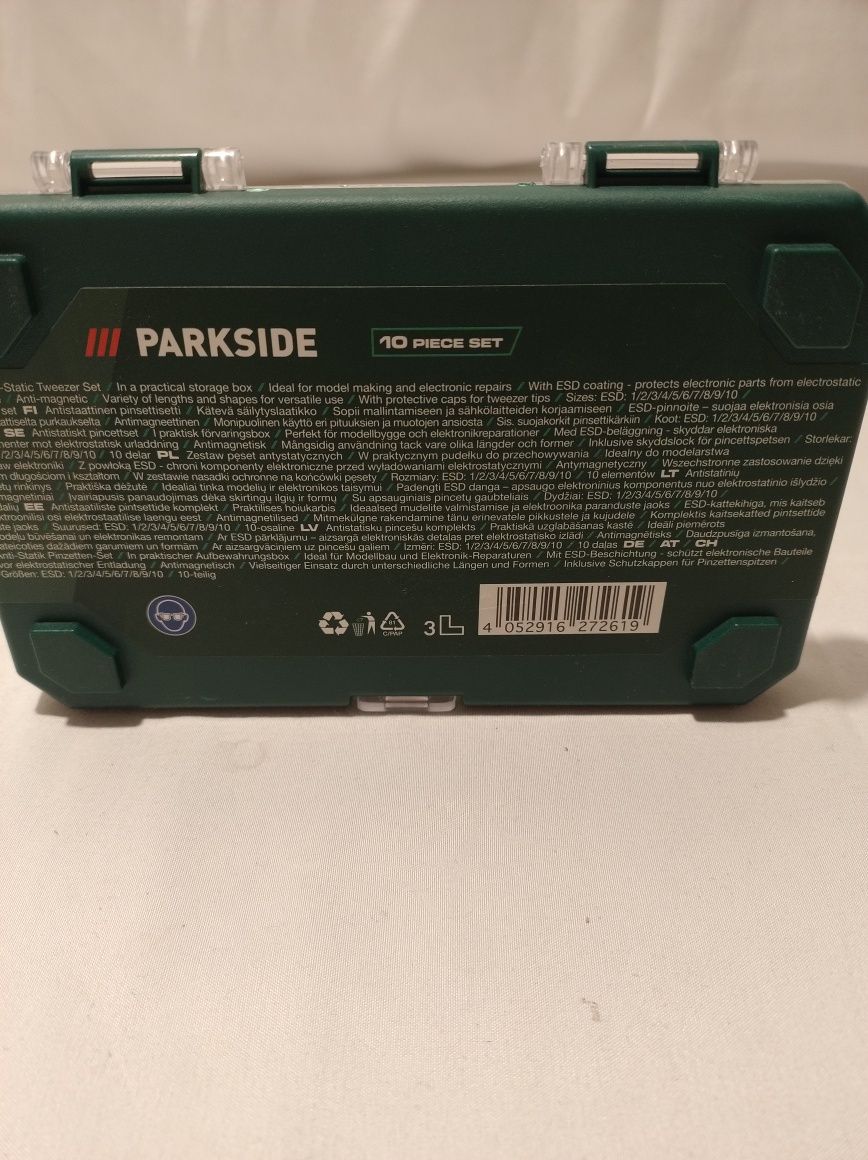 PARKSIDE
10 PIECE SET
-Static Tweezer Set / In a practical storage box / Ideal for model making and electronic repairs / With ESD coating - protects electronic parts from electrostatic
/ Anti-magnetic / Variety of lengths and shapes for versatile use / With protective caps for tweezer tips / Sizes: ESD: 1/2/3/4/5/6/7/8/9/10 /
set FI Antistaattinen pinsettisetti / Kätevä säilytyslaatikko / Sopii mallintamiseen ja sähkölaitteiden korjaamiseen / ESD-pinnoite – suojaa elektronisia osia
attiselta purkaukselta / Antimagneettinen / Monipuolinen käyttö eri pituuksien ja muotojen ansiosta / Sis. suojakorkit pinsettikärkiin / Koot: ESD: 1/2/3/4/5/6/7/8/9/10 /
SE Antistatiskt pincettset / I praktisk förvaringsbox / Perfekt för modellbygge och elektronikreparationer / Med ESD-beläggning - skyddar elektroniska
enter mot elektrostatisk urladdning / Antimagnetisk / Mångsidig användning tack vare olika längder och former / Inklusive skyddslock för pincettspetsen / Storlekar:
1/2/3/4/5/6/7/8/9/10 / 10 delar PL Zestaw pęset antystatycznych / W praktycznym pudełku do przechowywania / Idealny do modelarstwa
aw elektroniki / Z powłoką ESD - chroni komponenty elektroniczne przed wyładowaniami elektrostatycznymi / Antymagnetyczny / Wszechstronne zastosowanie dzięki
m długościom i kształtom / W zestawie nasadki ochronne na końcówki pęsety / Rozmiary: ESD: 1/2/3/4/5/6/7/8/9/10 / 10 elementów LT Antistatinių
tų rinkinys / Praktiška dėžutė / Idealiai tinka modelių ir elektronikos taisymui / Padengti ESD danga – apsaugo elektroninius komponentus nuo elektrostatinio išlydžio /
magnetiniai / Įvairiapusis panaudojimas dėka skirtingų ilgių ir formų / Su apsauginiais pincetų gaubteliais / Dydžiai: ESD: 1/2/3/4/5/6/7/8/9/10 /
dalių EE Antistaatiliste pintsettide komplekt / Praktilises hoiukarbis / Ideaalsed mudelite valmistamise ja elektroonika paranduste jaoks / ESD-kattekihiga, mis kaitseb
ktroonilisi osi elektrostaatilise laengu eest / Antimagnetilised / Mitmekülgne rakendamine tänu erinevatele pikkustele ja kujudele / Komplektis kaitsekatted pintsettide
jaoks / Suurused: ESD: 1/2/3/4/5/6/7/8/9/10 / 10-osaline LV Antistatisku pincešu komplekts / Praktiskā uzglabāšanas kastē / Ideāli piemērots
odeļu būvēšanai un elektronikas remontam / Ar ESD pārklājumu – aizsargā elektroniskās detaļas pret elektrostatisko izlādi / Antimagnētisks / Daudzpusīga izmantošana,
ateicoties dažādiem garumiem un formām / Ar aizsargvāciņiem uz pincešu galiem / Izmēri: ESD: 1/2/3/4/5/6/7/8/9/10 / 10 daļas DE / AT / CH
nti-Statik Pinzetten-Set / In praktischer Aufbewahrungsbox / Ideal für Modellbau und Elektronik-Reparaturen / Mit ESD-Beschichtung - schützt elektronische Bauteile
vor elektrostatischer Entladung / Antimagnetisch / Vielseitiger Einsatz durch unterschiedliche Längen und Formen / Inklusive Schutzkappen für Pinzettenspitzen /
Größen: ESD: 1/2/3/4/5/6/7/8/9/10 / 10-teilig
81
C/PAP
3
4 052916 272619